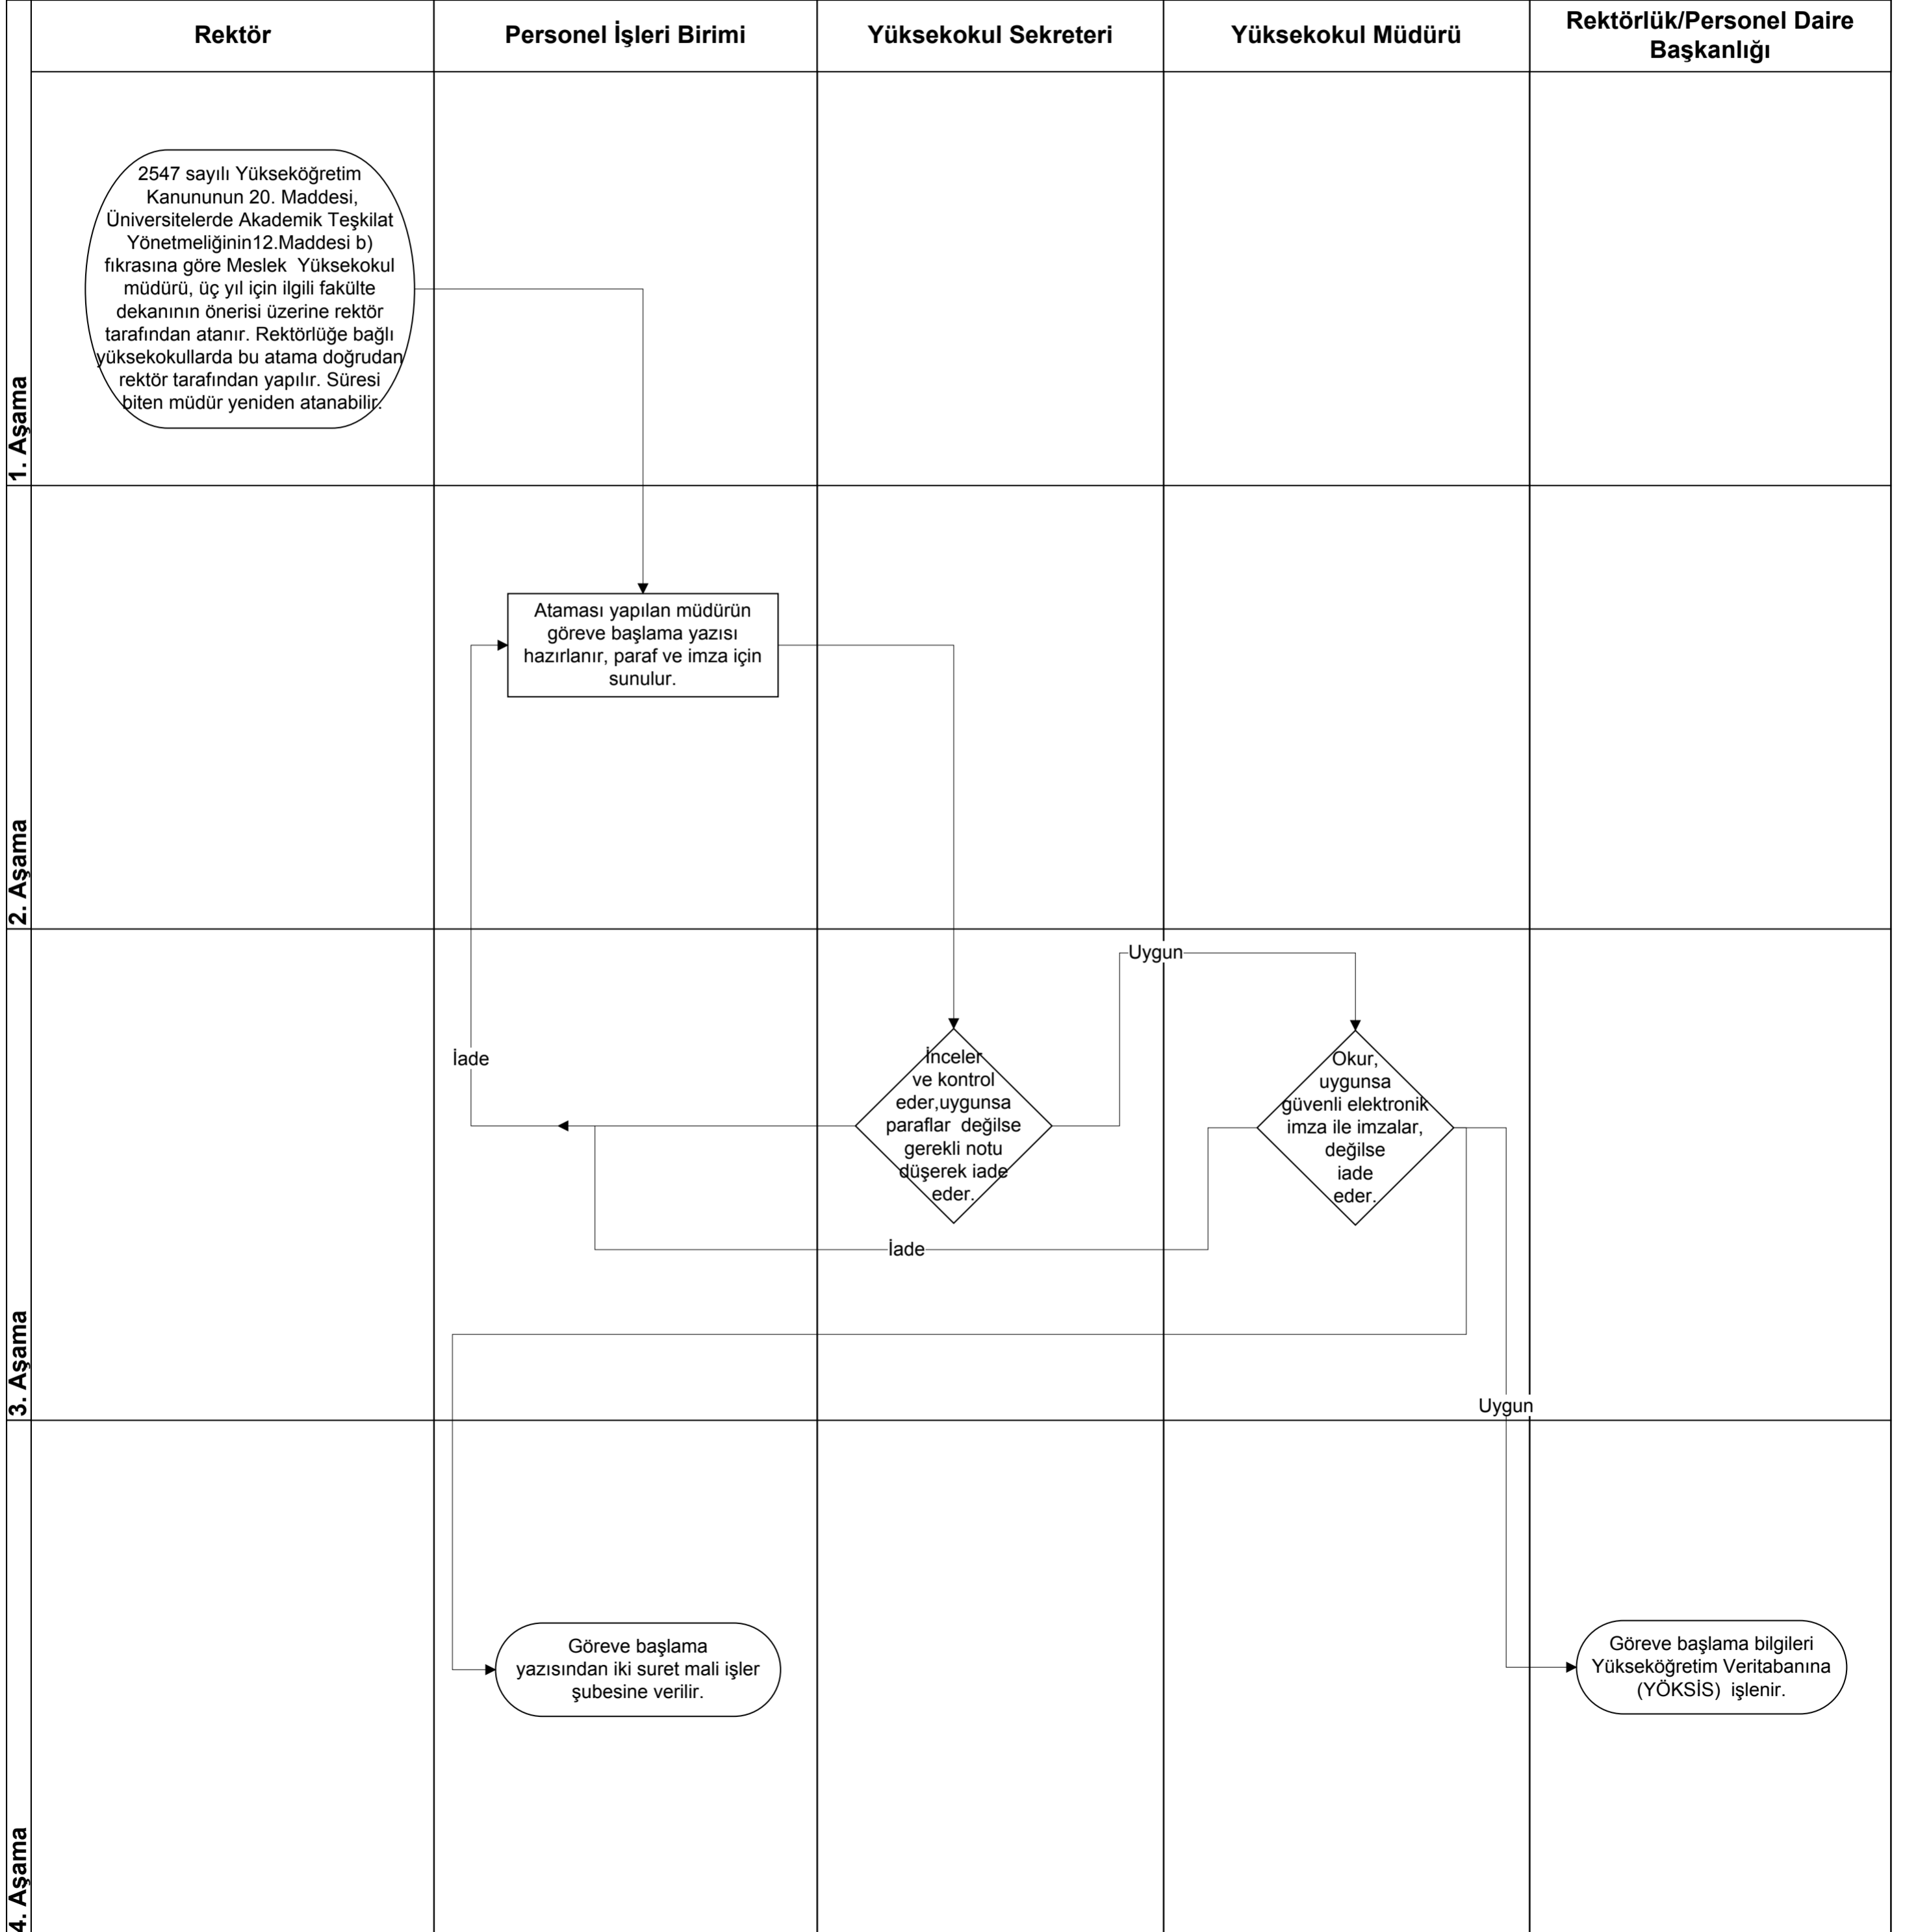 Rektör
Personel İşleri Birimi
Yüksekokul Sekreteri
Yüksekokul Müdürü
Rektörlük/Personel Daire
Başkanlığı
1. Aşama
2547 sayılı Yükseköğretim
Kanununun 20. Maddesi,
Üniversitelerde Akademik Teşkilat
Yönetmeliğinin12.Maddesi b)
fıkrasına göre Meslek  Yüksekokul
müdürü, üç yıl için ilgili fakülte
dekanının önerisi üzerine rektör
tarafından atanır. Rektörlüğe bağlı
yüksekokullarda bu atama doğrudan
rektör tarafından yapılır. Süresi
biten müdür yeniden atanabilir.
2. Aşama
Ataması yapılan müdürün
göreve başlama yazısı
hazırlanır, paraf ve imza için
sunulur.
3. Aşama
Uygun
İade
İnceler
ve kontrol
eder,uygunsa
paraflar  değilse
gerekli notu
düşerek iade
eder.
Okur,
uygunsa
güvenli elektronik
imza ile imzalar,
değilse
iade
eder.
İade
Uygun
4. Aşama
Göreve başlama
yazısından iki suret mali işler
şubesine verilir.
Göreve başlama bilgileri
Yükseköğretim Veritabanına
(YÖKSİS)  işlenir.